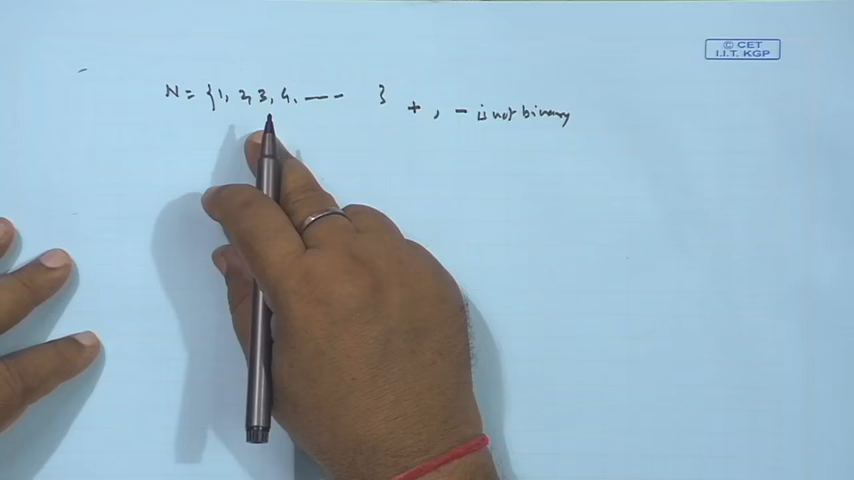 © CET
I.I.T. KGP
N = {1, 2, 3, 4, ---- } +, - is not binary